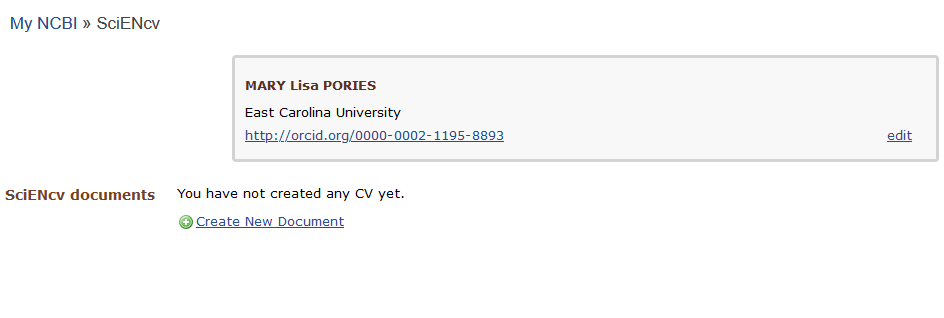 My NCBI » SciENcv
MARY Lisa PORIES
East Carolina University
http://orcid.org/0000-0002-1195-8893 edit
SciENcv documents You have not created any CV yet.
Create New Document